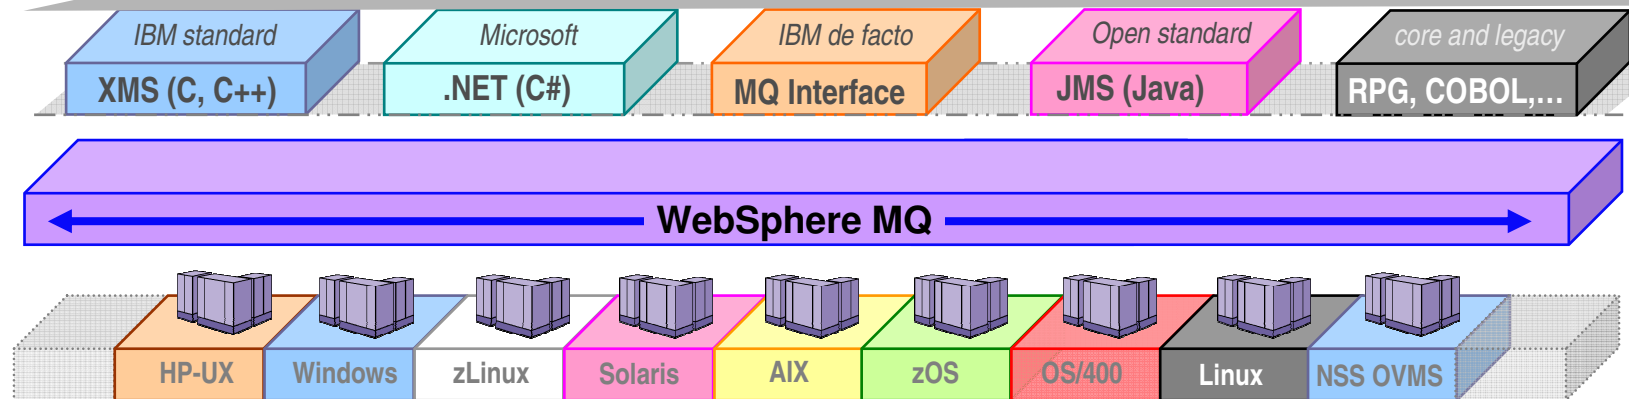 IBM standard
Microsoft
IBM de facto
Open standard
core and legacy
XMS (C, C++)
.NET (C#)
MQ Interface
JMS (Java)
RPG, COBOL,...
WebSphere MQ
HP-UX
Windows
zLinux
Solaris
AIX
zOS
OS/400
Linux
NSS OVMS